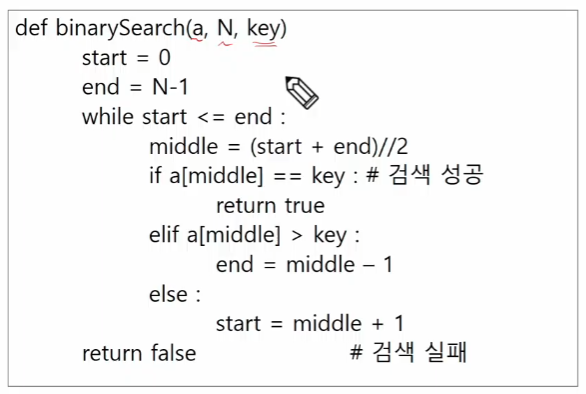 def binarySearch(a, N, key)
start = 0
end = N-1
while start <= end :
middle = (start + end)//2
if a[middle] == key : # 검색 성공
return true
elif a[middle] > key :
end = middle – 1
else :
start = middle + 1
return false # 검색 실패